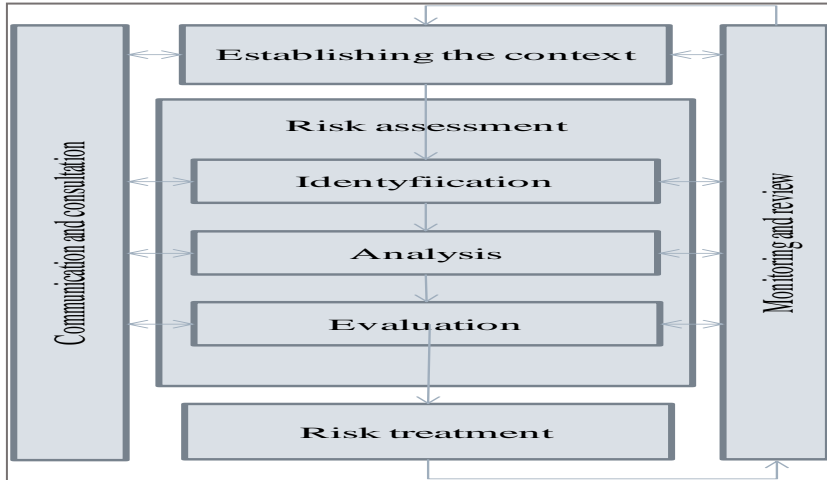 Establishing the context
Risk assessment
Identyfiication
Analysis
Evaluation
Risk treatment
Communication and consultation
Monitoring and review